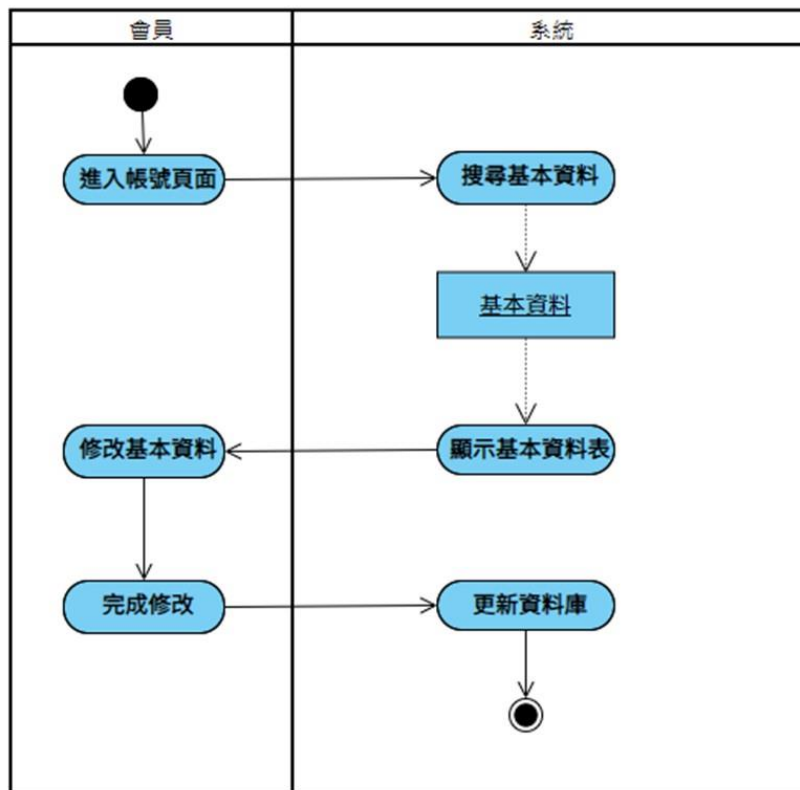 會員
系統
進入帳號頁面
搜尋基本資料
基本資料
顯示基本資料表
修改基本資料
完成修改
更新資料庫